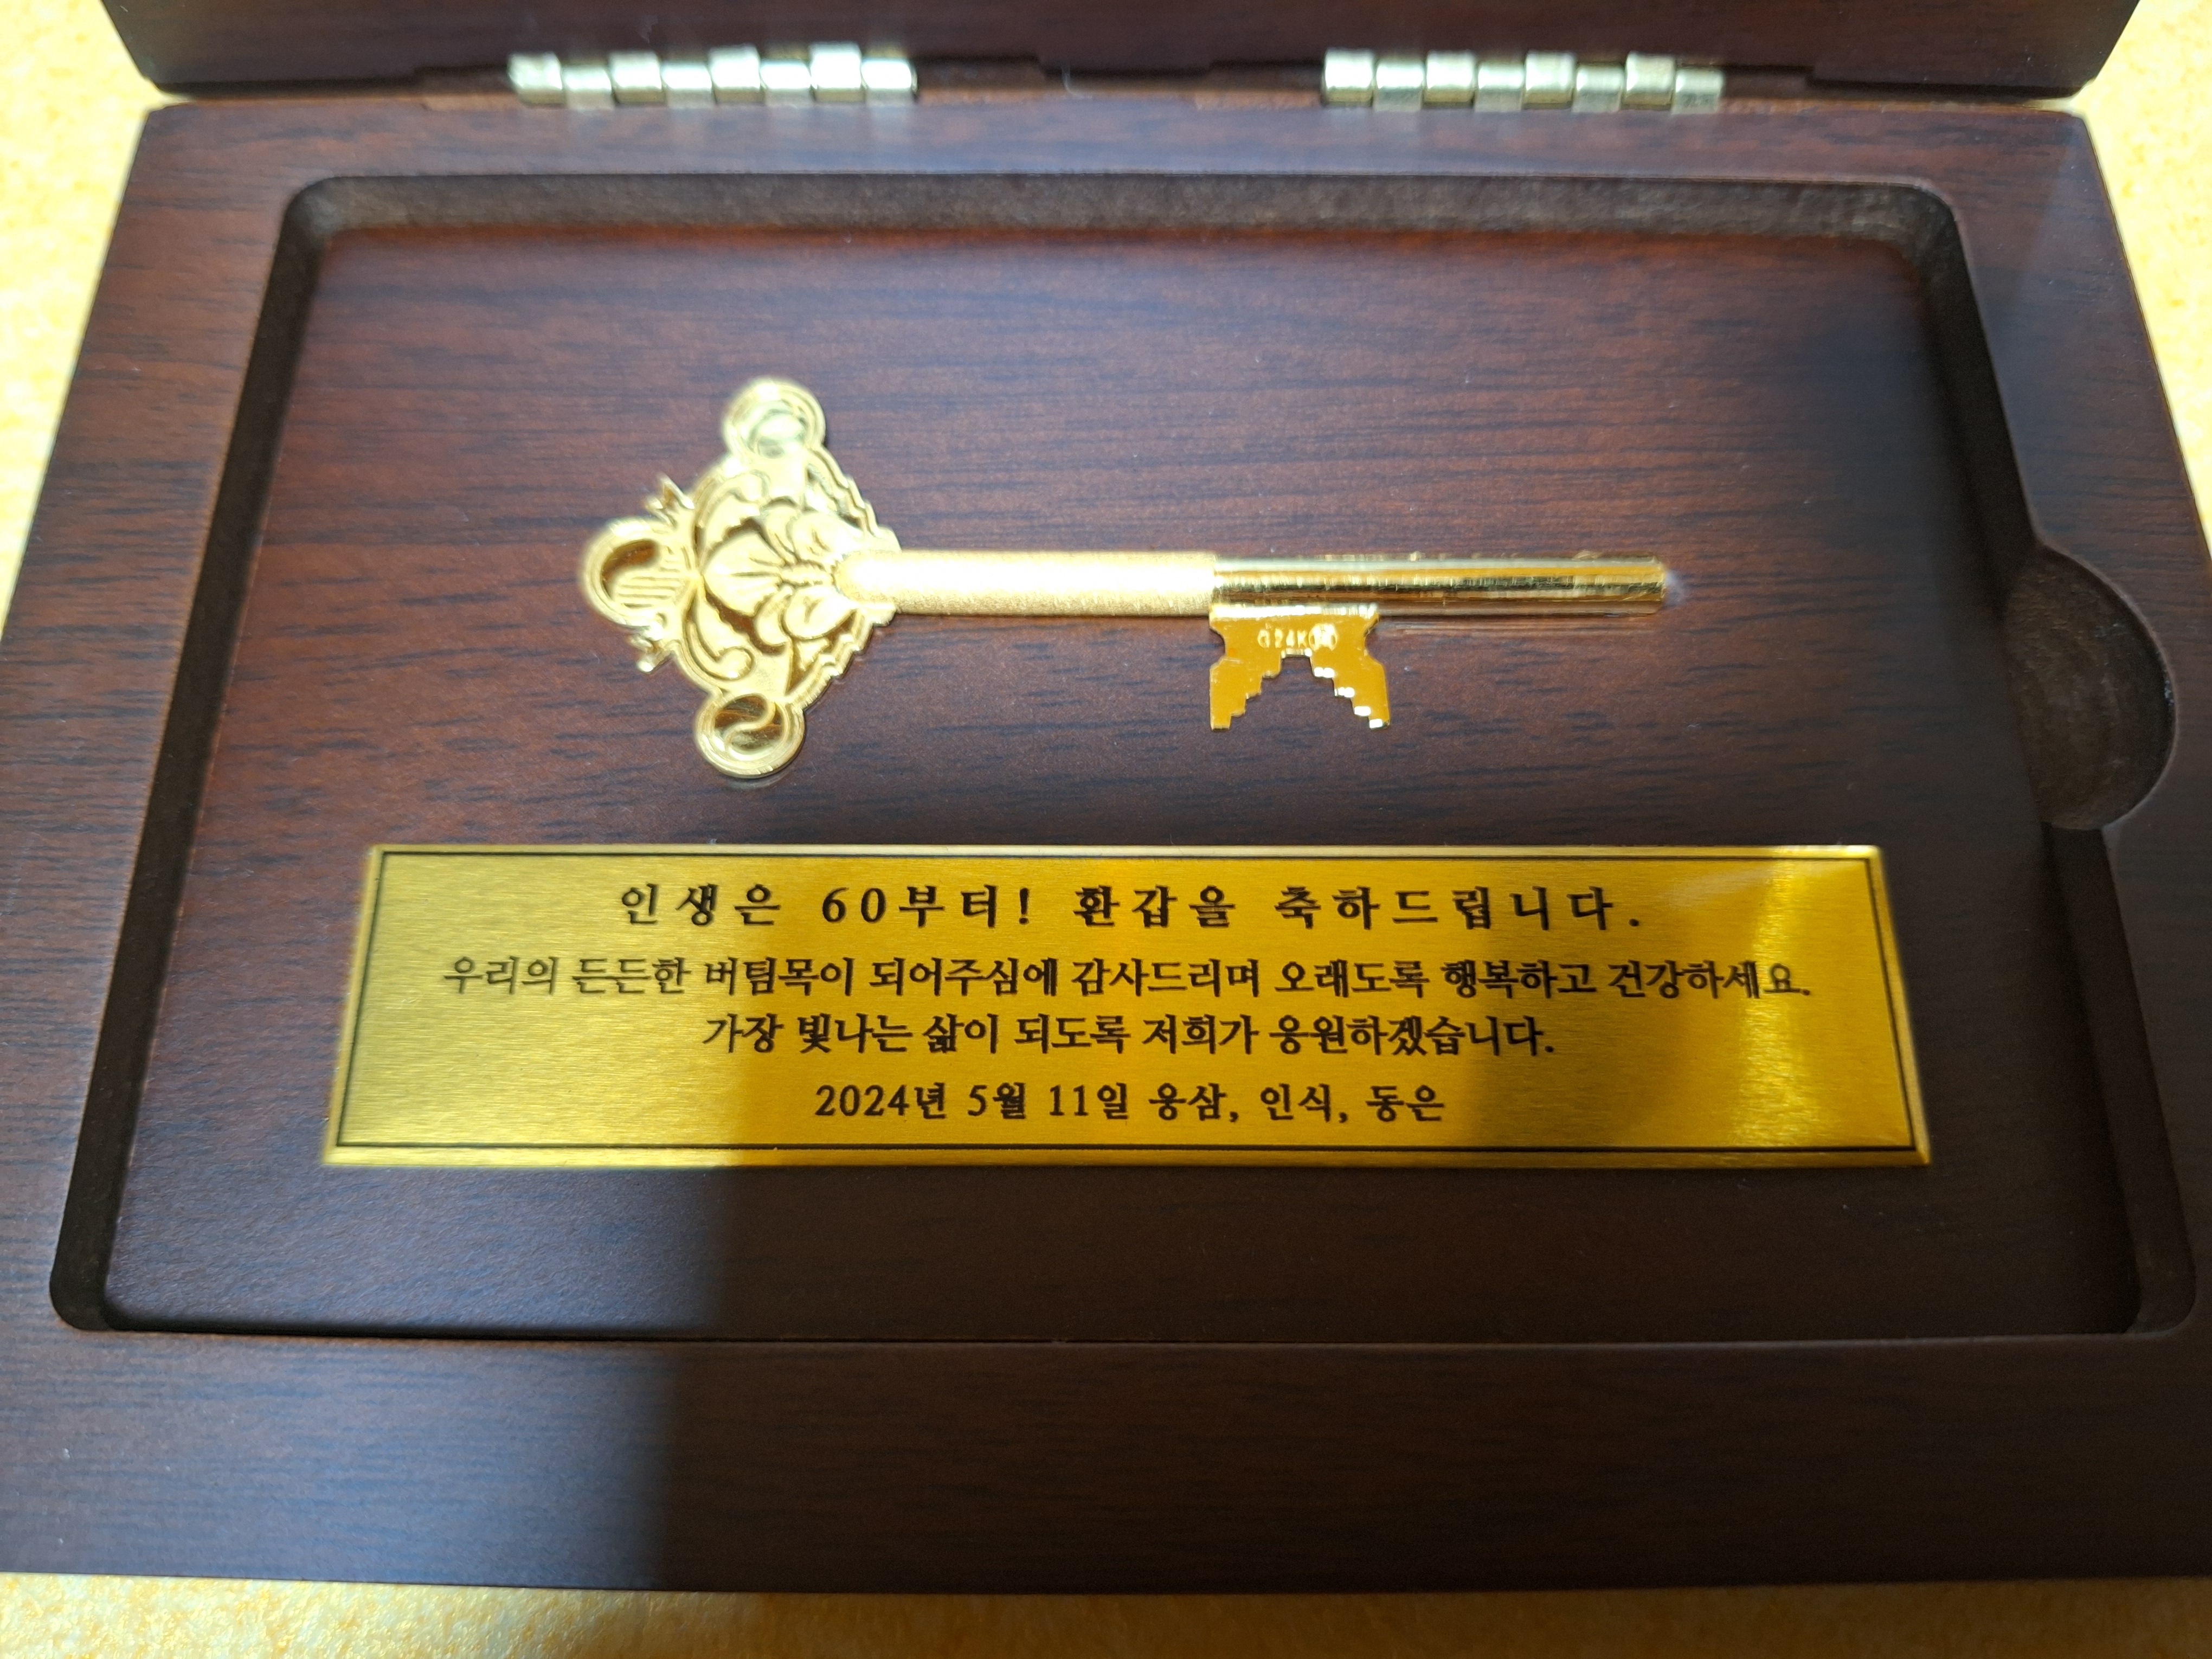 24K
인생은 60부터! 환갑을 축하드립니다.
우리의 든든한 버팀목이 되어주심에 감사드리며 오래도록 행복하고 건강하세요.
가장 빛나는 삶이 되도록 저희가 응원하겠습니다.
2024년 5월 11일 웅삼, 인식, 동은